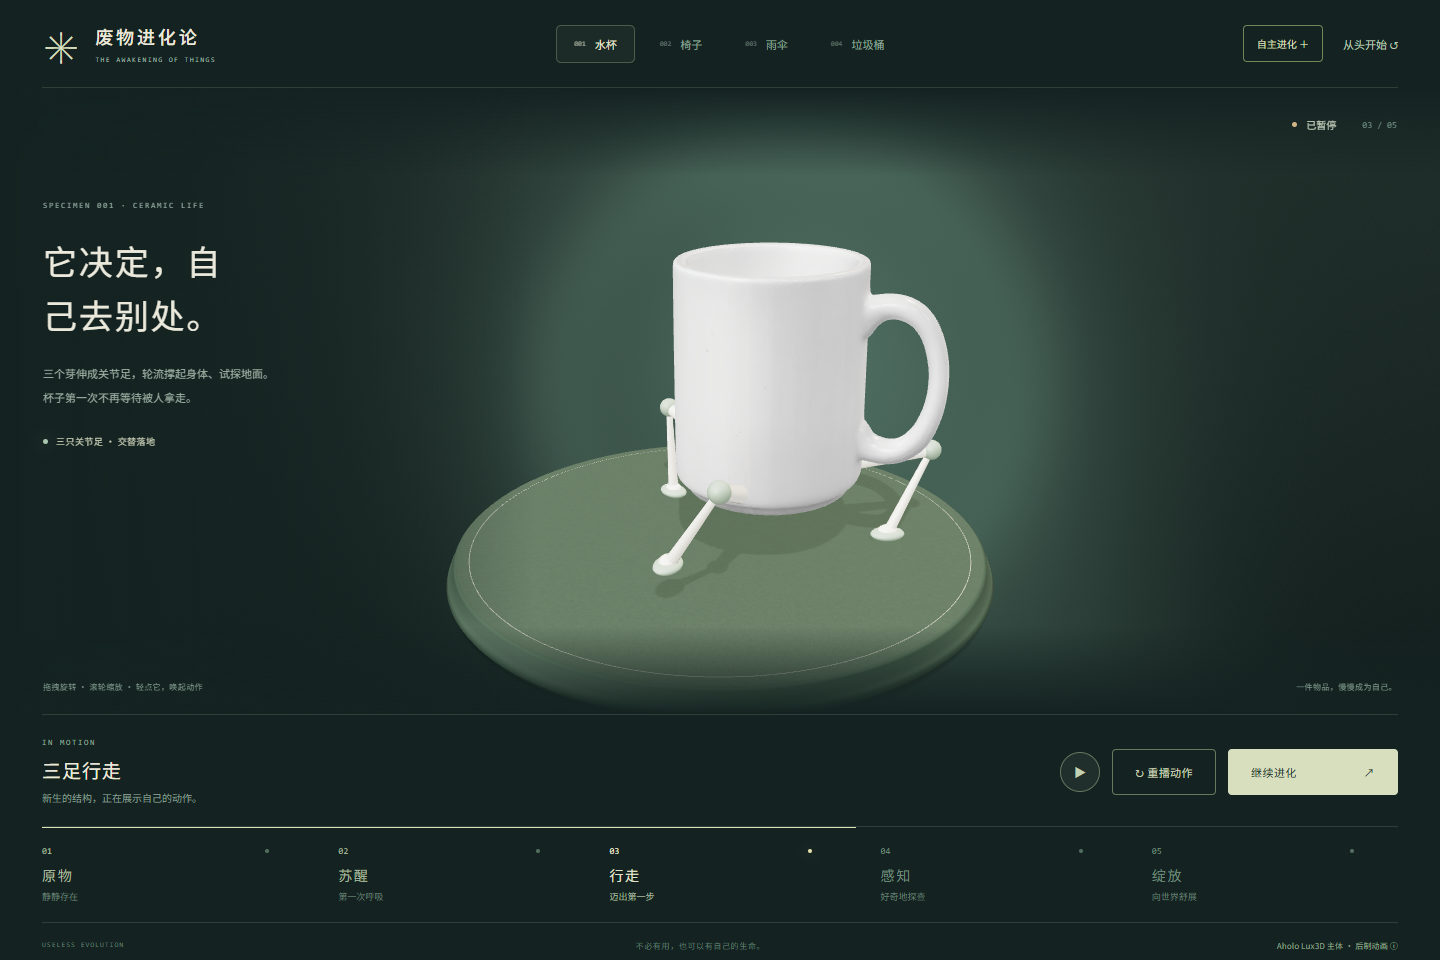 废物进化论
THE AWAKENING OF THINGS
001 水杯
002 椅子
003 雨伞
004 垃圾桶
自主进化 +
从头开始 ↺
已暂停
03 / 05
SPECIMEN 001 · CERAMIC LIFE
它决定，自
己去别处。
三个芽伸成关节足，轮流撑起身体、试探地面。
杯子第一次不再等待被人拿走。
三只关节足 · 交替落地
拖拽旋转 · 滚轮缩放 · 轻点它，唤起动作
一件物品，慢慢成为自己。
IN MOTION
三足行走
新生的结构，正在展示自己的动作。
↻ 重播动作
继续进化 ↗
01
原物
静静存在
02
苏醒
第一次呼吸
03
行走
迈出第一步
04
感知
好奇地探查
05
绽放
向世界舒展
USELESS EVOLUTION
不必有用，也可以有自己的生命。
Aholo Lux3D 主体 · 后制动画 ⓘ